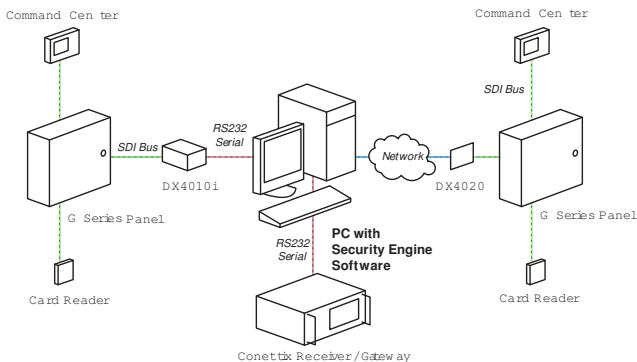 Command Center
Command Center
SDI Bus
RS232
Serial
SDI Bus
Network
DX4010i
DX4020
G Series Panel
G Series Panel
RS232
Serial
PC with
Security Engine
Software
Card Reader
Card Reader
Conettix Receiver/Gateway